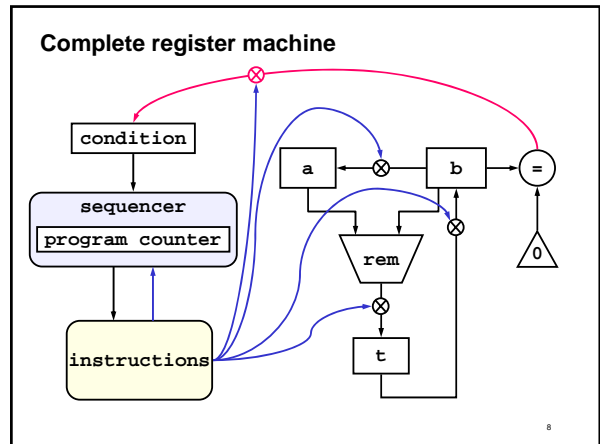 Complete register machine
condition
sequencer
program counter
instructions
a
b
=
rem
0
t
8